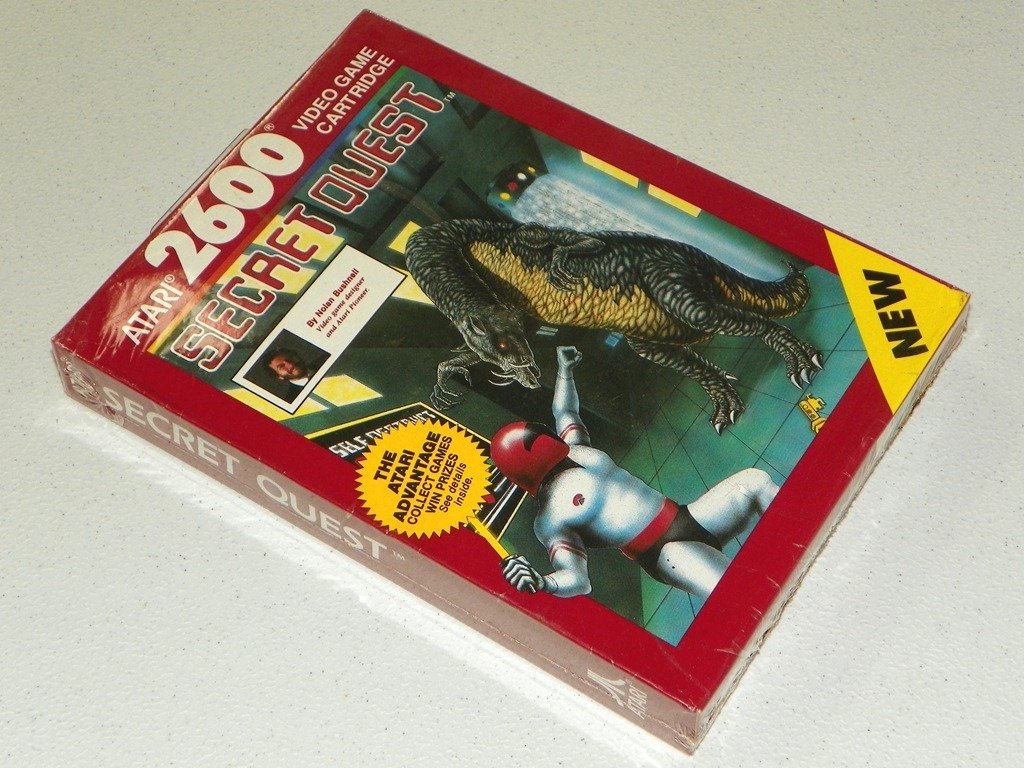 ATARI® 2600®
VIDEO GAME
CARTRIDGE
SECRET QUEST™
By Nolan Bushnell
Video game designer
and Atari Pioneer.
NEW
THE
ATARI
ADVANTAGE
COLLECT GAMES
WIN PRIZES
See details
inside.
SECRET QUEST™
ATARI®